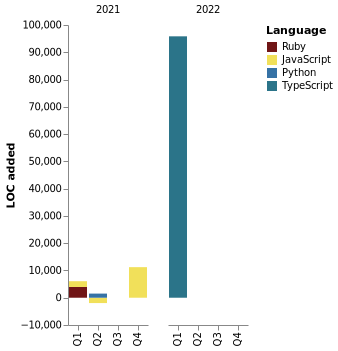 2021 2022
Language
Ruby
JavaScript
Python
TypeScript
LOC added
100,000
90,000
80,000
70,000
60,000
50,000
40,000
30,000
20,000
10,000
0
−10,000
Q1 Q2 Q3 Q4 Q1 Q2 Q3 Q4